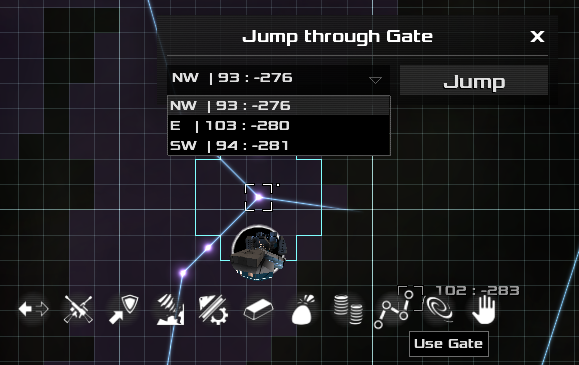 Jump through Gate X
NW | 93 : -276 Jump
NW | 93 : -276
E | 103 : -280
SW | 94 : -281
102 : -283
Use Gate